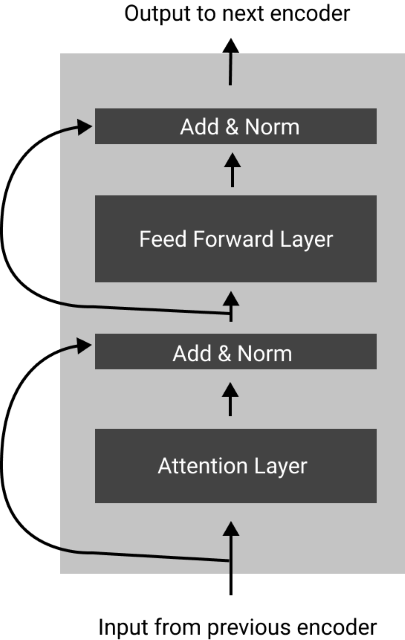 Output to next encoder
Add & Norm
Feed Forward Layer
Add & Norm
Attention Layer
Input from previous encoder